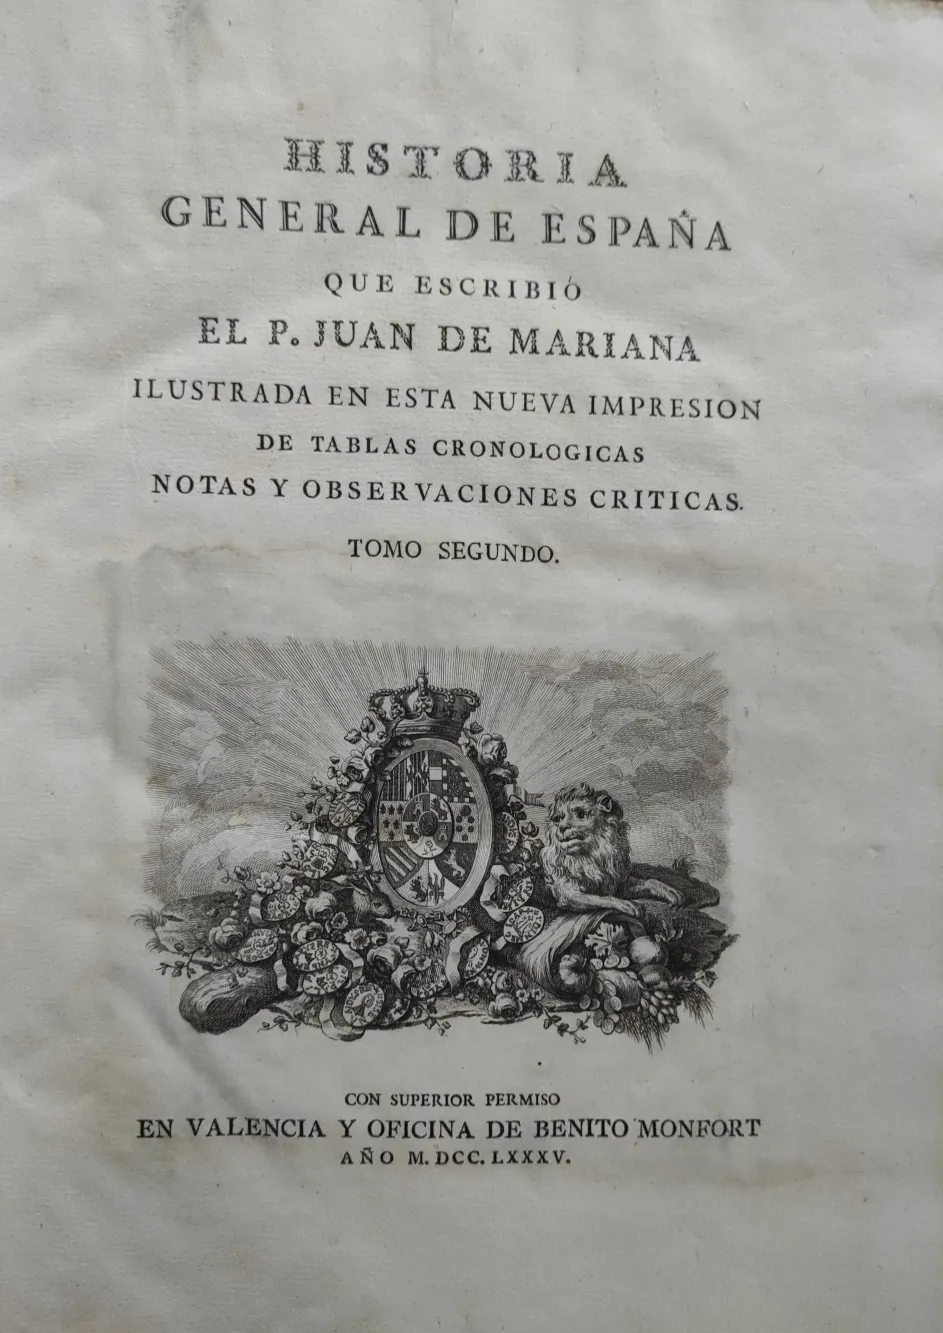 HISTORIA
GENERAL DE ESPAÑA
QUE ESCRIBIÓ
EL P. JUAN DE MARIANA
ILUSTRADA EN ESTA NUEVA IMPRESION
DE TABLAS CRONOLOGICAS
NOTAS Y OBSERVACIONES CRITICAS.
TOMO SEGUNDO.
CON SUPERIOR PERMISO
EN VALENCIA Y OFICINA DE BENITO MONFORT
AÑO M. DCC. LXXXV.